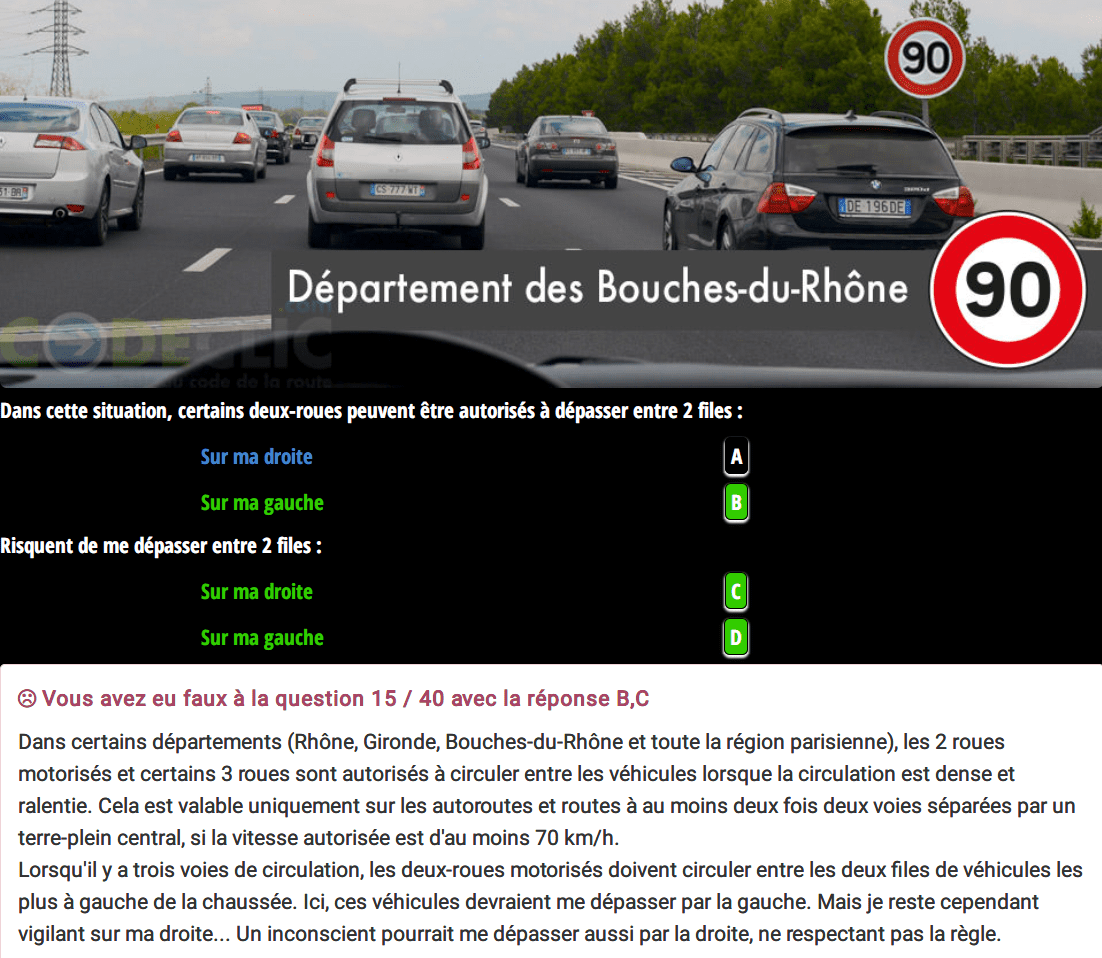 90
31-BR
CS-777-WT
DE 196DE
320d
Département des Bouches-du-Rhône
90
.com
CODECLIC
du code de la route
Dans cette situation, certains deux-roues peuvent être autorisés à dépasser entre 2 files :
Sur ma droite A
Sur ma gauche B
Risquent de me dépasser entre 2 files :
Sur ma droite C
Sur ma gauche D
☹ Vous avez eu faux à la question 15 / 40 avec la réponse B,C
Dans certains départements (Rhône, Gironde, Bouches-du-Rhône et toute la région parisienne), les 2 roues
motorisés et certains 3 roues sont autorisés à circuler entre les véhicules lorsque la circulation est dense et
ralentie. Cela est valable uniquement sur les autoroutes et routes à au moins deux fois deux voies séparées par un
terre-plein central, si la vitesse autorisée est d'au moins 70 km/h.
Lorsqu'il y a trois voies de circulation, les deux-roues motorisés doivent circuler entre les deux files de véhicules les
plus à gauche de la chaussée. Ici, ces véhicules devraient me dépasser par la gauche. Mais je reste cependant
vigilant sur ma droite... Un inconscient pourrait me dépasser aussi par la droite, ne respectant pas la règle.